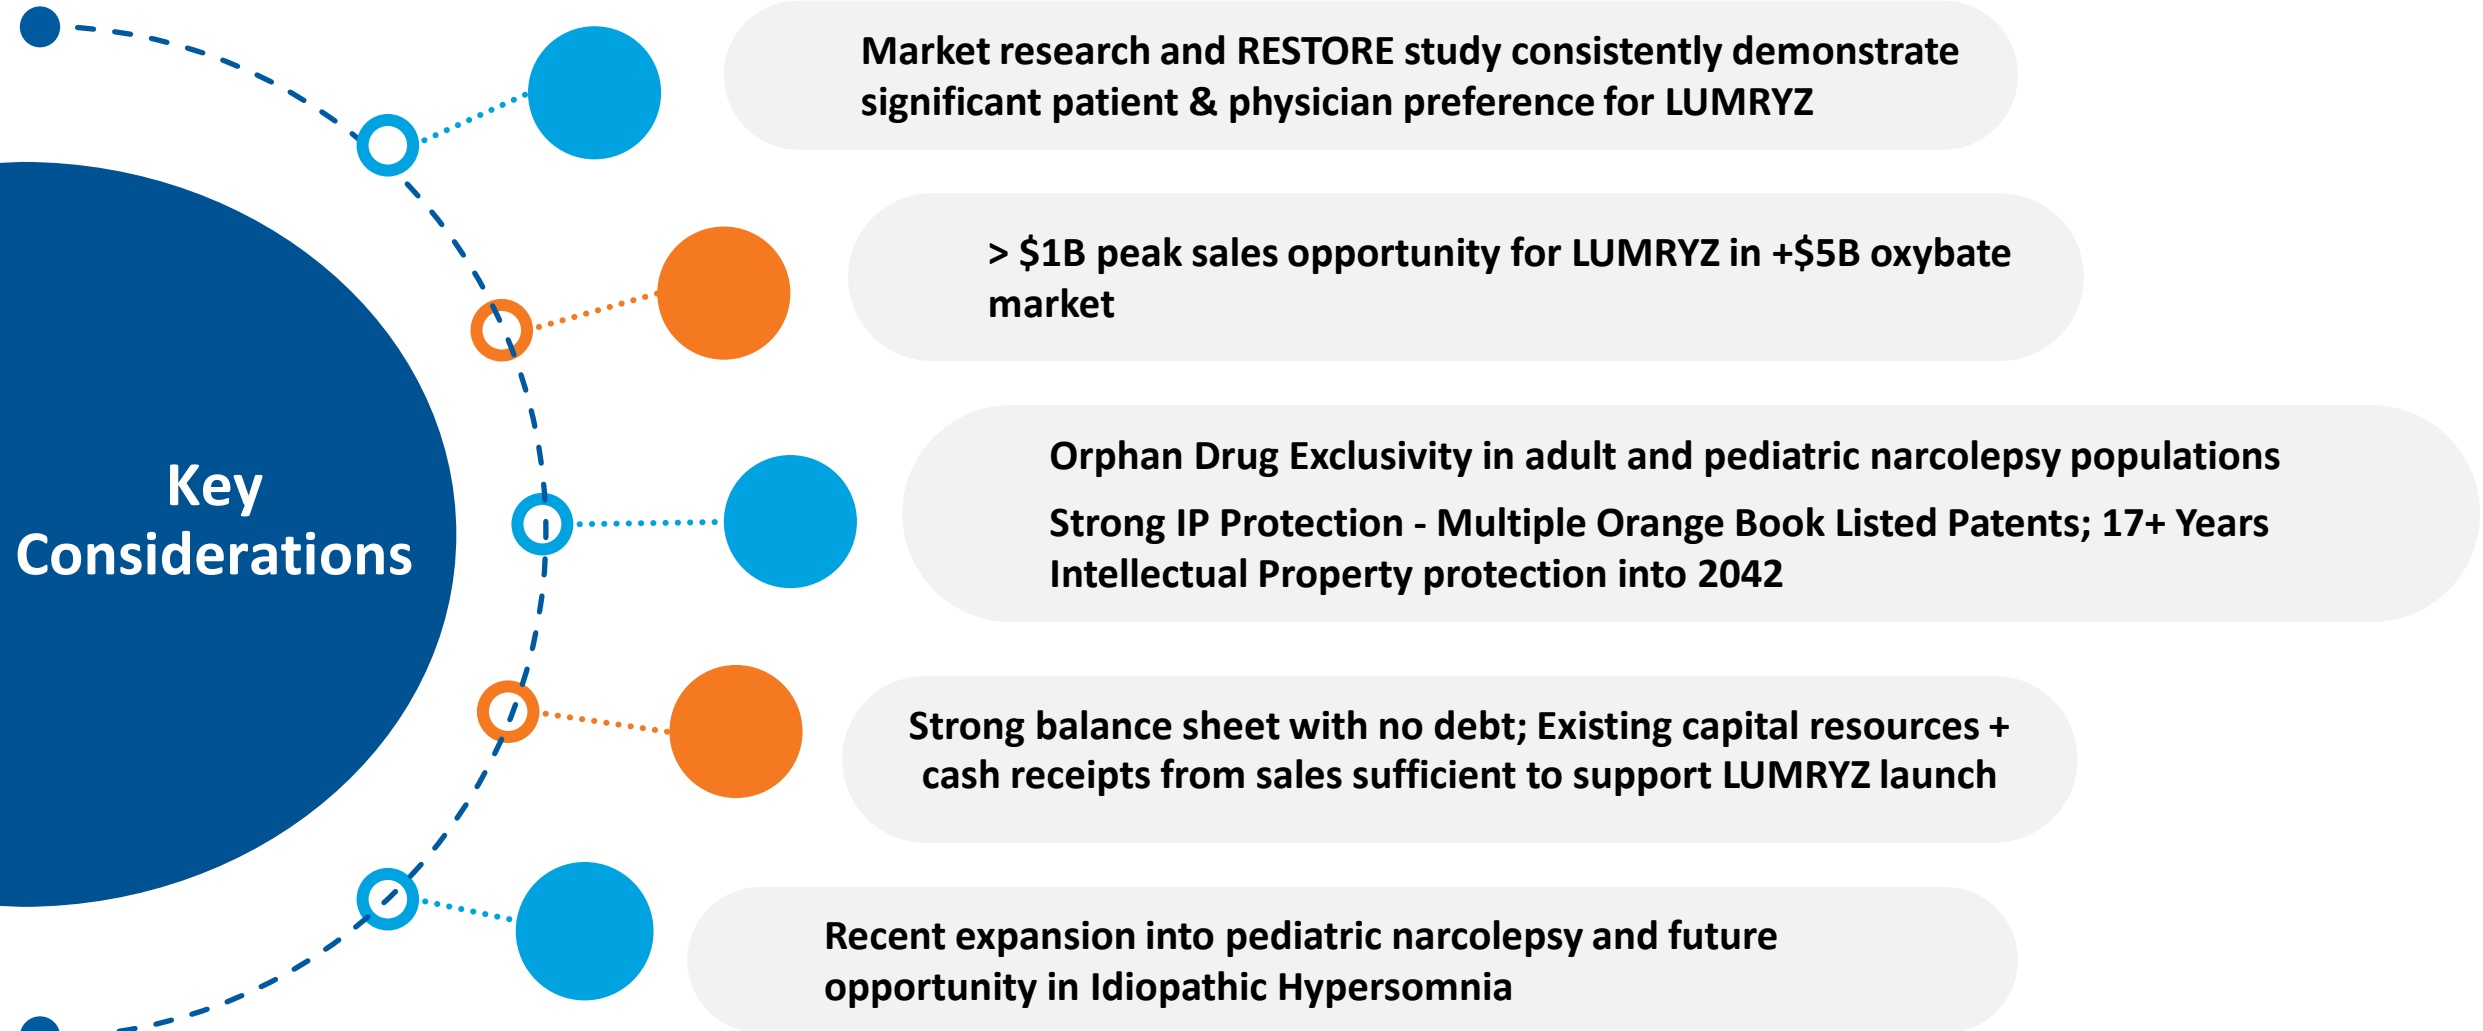 Key
Considerations
Market research and RESTORE study consistently demonstrate
significant patient & physician preference for LUMRYZ
> $1B peak sales opportunity for LUMRYZ in +$5B oxybate
market
Orphan Drug Exclusivity in adult and pediatric narcolepsy populations
Strong IP Protection - Multiple Orange Book Listed Patents; 17+ Years
Intellectual Property protection into 2042
Strong balance sheet with no debt; Existing capital resources +
cash receipts from sales sufficient to support LUMRYZ launch
Recent expansion into pediatric narcolepsy and future
opportunity in Idiopathic Hypersomnia